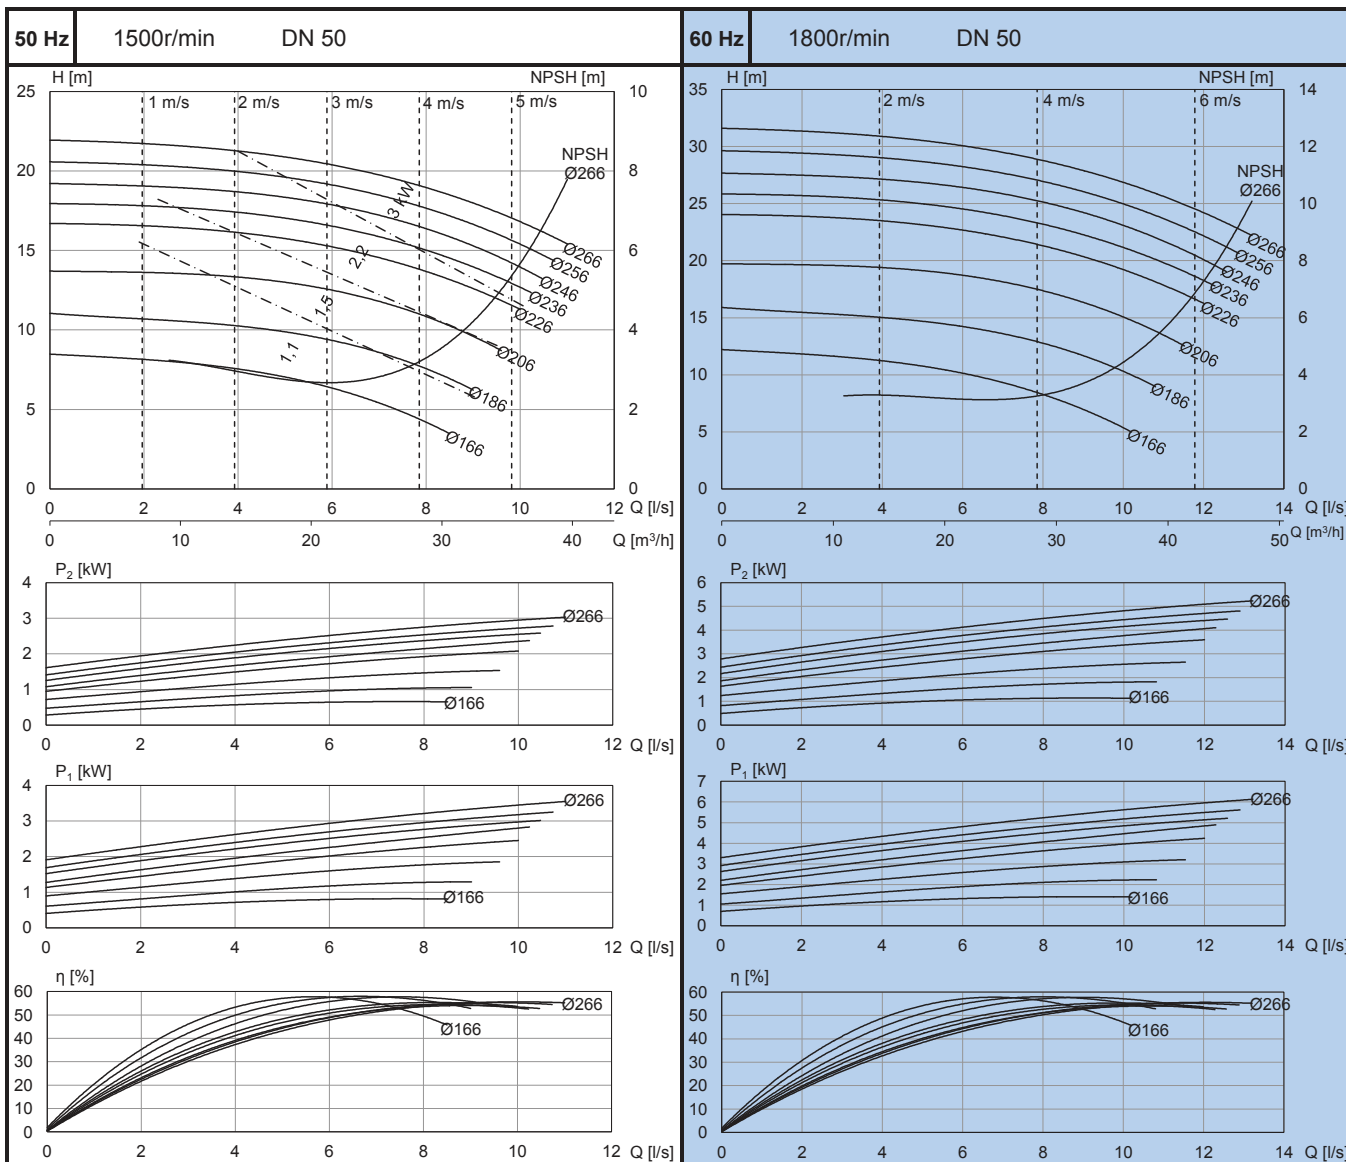 50 Hz 1500r/min DN 50
H [m] NPSH [m]
25 1 m/s 2 m/s 3 m/s 4 m/s 5 m/s 10
NPSH
Ø266
20 8
3 kW
15 2,2 6
Ø266
Ø256
Ø246
Ø236
Ø226
10 1,5 4
1,1
Ø206
Ø186
5 2
Ø166
0 0
0 2 4 6 8 10 Q [l/s]
0 10 20 30 40 Q [m³/h]
P₂ [kW]
4
3 Ø266
2
1 Ø166
0
0 2 4 6 8 10 12 Q [l/s]
P₁ [kW]
4
Ø266
3
2
1 Ø166
0
0 2 4 6 8 10 12 Q [l/s]
η [%]
60 Ø266
50
Ø166
40
30
20
10
0
0 2 4 6 8 10 12 Q [l/s]
60 Hz 1800r/min DN 50
H [m] NPSH [m]
35 2 m/s 4 m/s 6 m/s 14
30 12
NPSH
Ø266
25 10
Ø266
20 8
Ø256
Ø246
Ø236
Ø226
15 6
Ø206
10 4
Ø186
5 2
Ø166
0 0
0 2 4 6 8 10 12 14 Q [l/s]
0 10 20 30 40 50 Q [m³/h]
P₂ [kW]
6
5 Ø266
4
3
2
1 Ø166
0
0 2 4 6 8 10 12 14 Q [l/s]
P₁ [kW]
7
6 Ø266
5
4
3
2
1 Ø166
0
0 2 4 6 8 10 12 14 Q [l/s]
η [%]
60 Ø266
50
Ø166
40
30
20
10
0
0 2 4 6 8 10 12 14 Q [l/s]